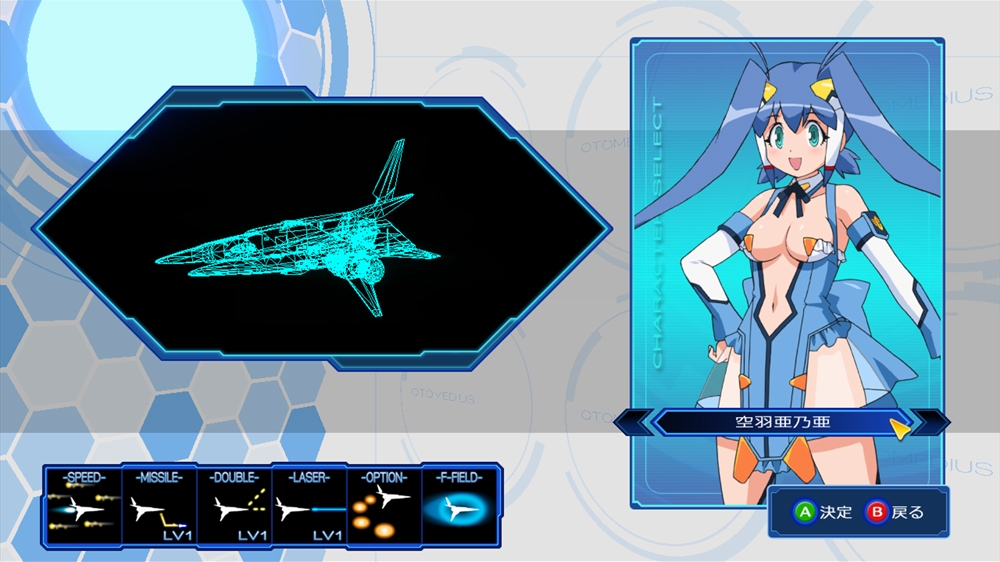 CHARACTER SELECT
OTOMEDIUS
空羽亜乃亜
-SPEED-
-MISSILE-
LV1
-DOUBLE-
LV1
-LASER-
LV1
-OPTION-
-F-FIELD-
A 決定 B 戻る